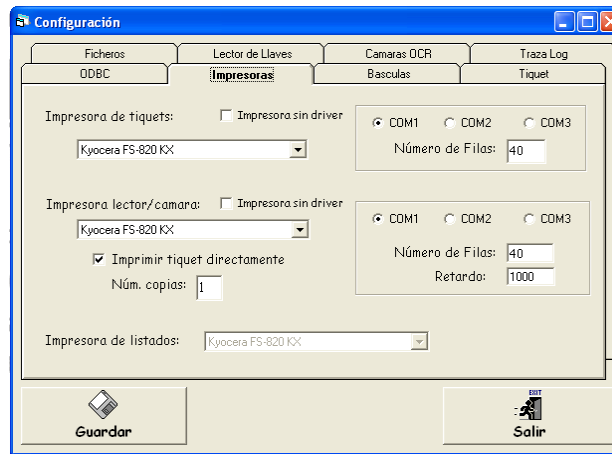 Configuración
Ficheros Lector de Llaves Camaras OCR Traza Log
ODBC Impresoras Basculas Tiquet
Impresora de tiquets: Impresora sin driver
COM1 COM2 COM3
Kyocera FS-820 KX
Número de Filas: 40
Impresora lector/camara: Impresora sin driver
COM1 COM2 COM3
Kyocera FS-820 KX
Número de Filas: 40
Imprimir tiquet directamente
Retardo: 1000
Núm. copias: 1
Impresora de listados: Kyocera FS-820 KX
EXIT
Guardar Salir